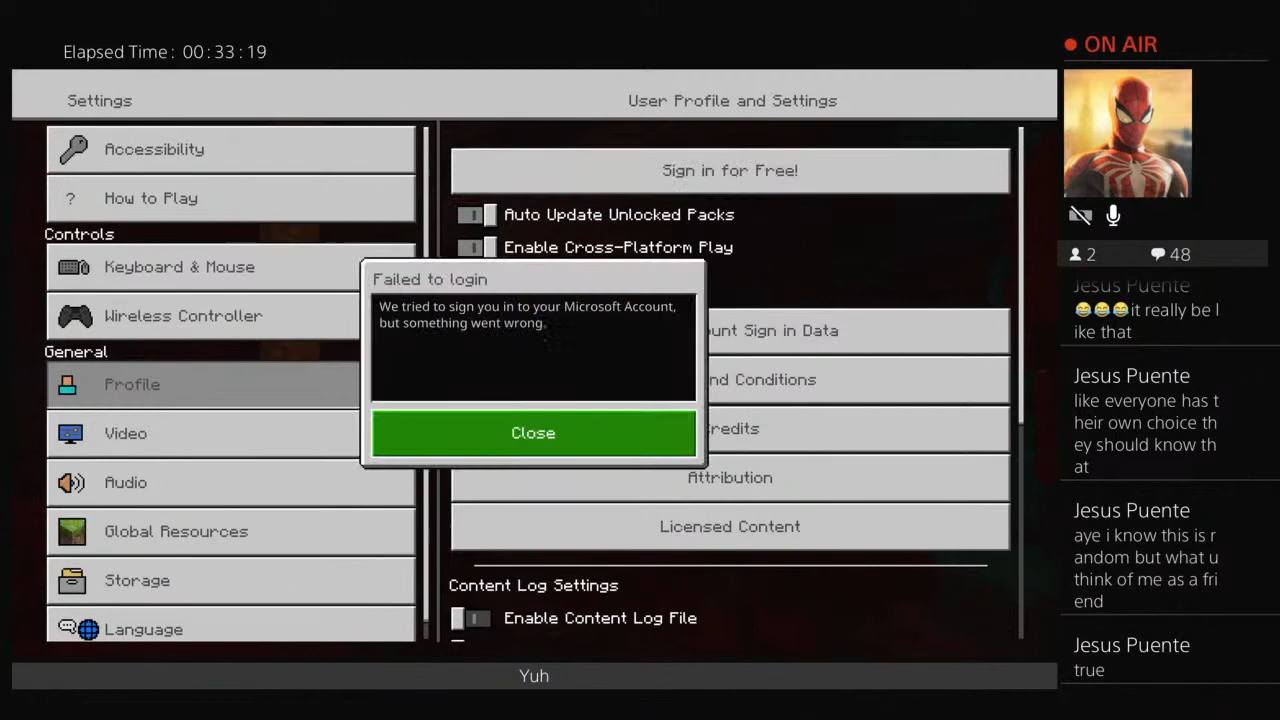 Elapsed Time: 00:33:19
ON AIR
Settings
User Profile and Settings
Accessibility
? How to Play
Controls
Keyboard & Mouse
Wireless Controller
General
Profile
Video
Audio
Global Resources
Storage
Language
Sign in for Free!
Auto Update Unlocked Packs
Enable Cross-Platform Play
ount Sign in Data
nd Conditions
redits
Attribution
Licensed Content
Content Log Settings
Enable Content Log File
Failed to login
We tried to sign you in to your Microsoft Account,
but something went wrong.
Close
Yuh
2 48
Jesus Puente
😂😂😂it really be l
ike that
Jesus Puente
like everyone has t
heir own choice th
ey should know th
at
Jesus Puente
aye i know this is r
andom but what u
think of me as a fri
end
Jesus Puente
true